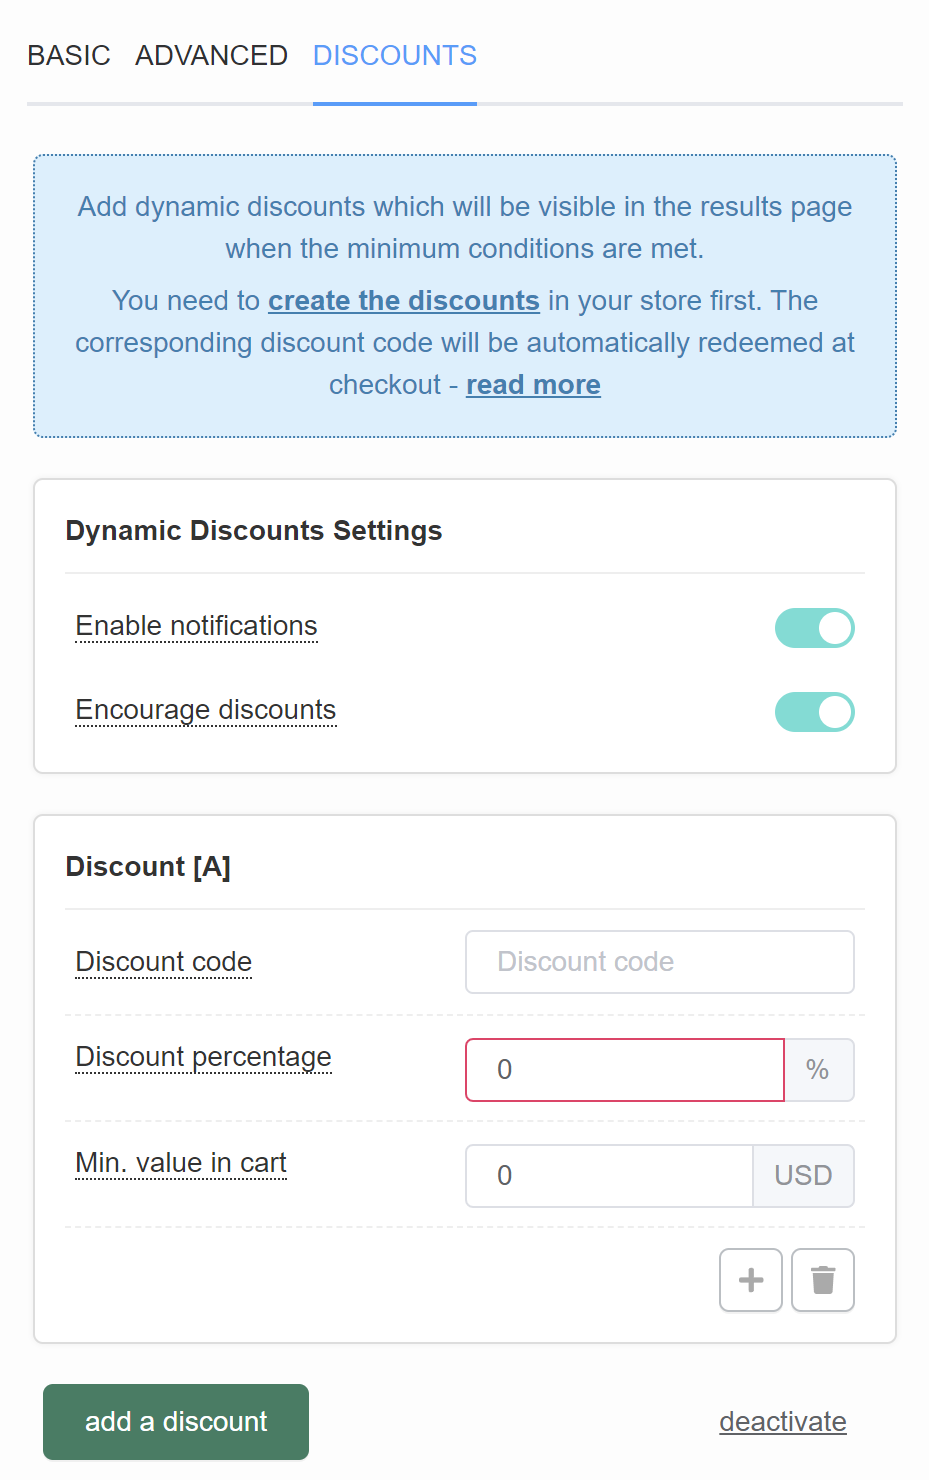 BASIC ADVANCED DISCOUNTS
Add dynamic discounts which will be visible in the results page
when the minimum conditions are met.
You need to create the discounts in your store first. The
corresponding discount code will be automatically redeemed at
checkout - read more
Dynamic Discounts Settings
Enable notifications
Encourage discounts
Discount [A]
Discount code Discount code
Discount percentage 0 %
Min. value in cart 0 USD
add a discount deactivate